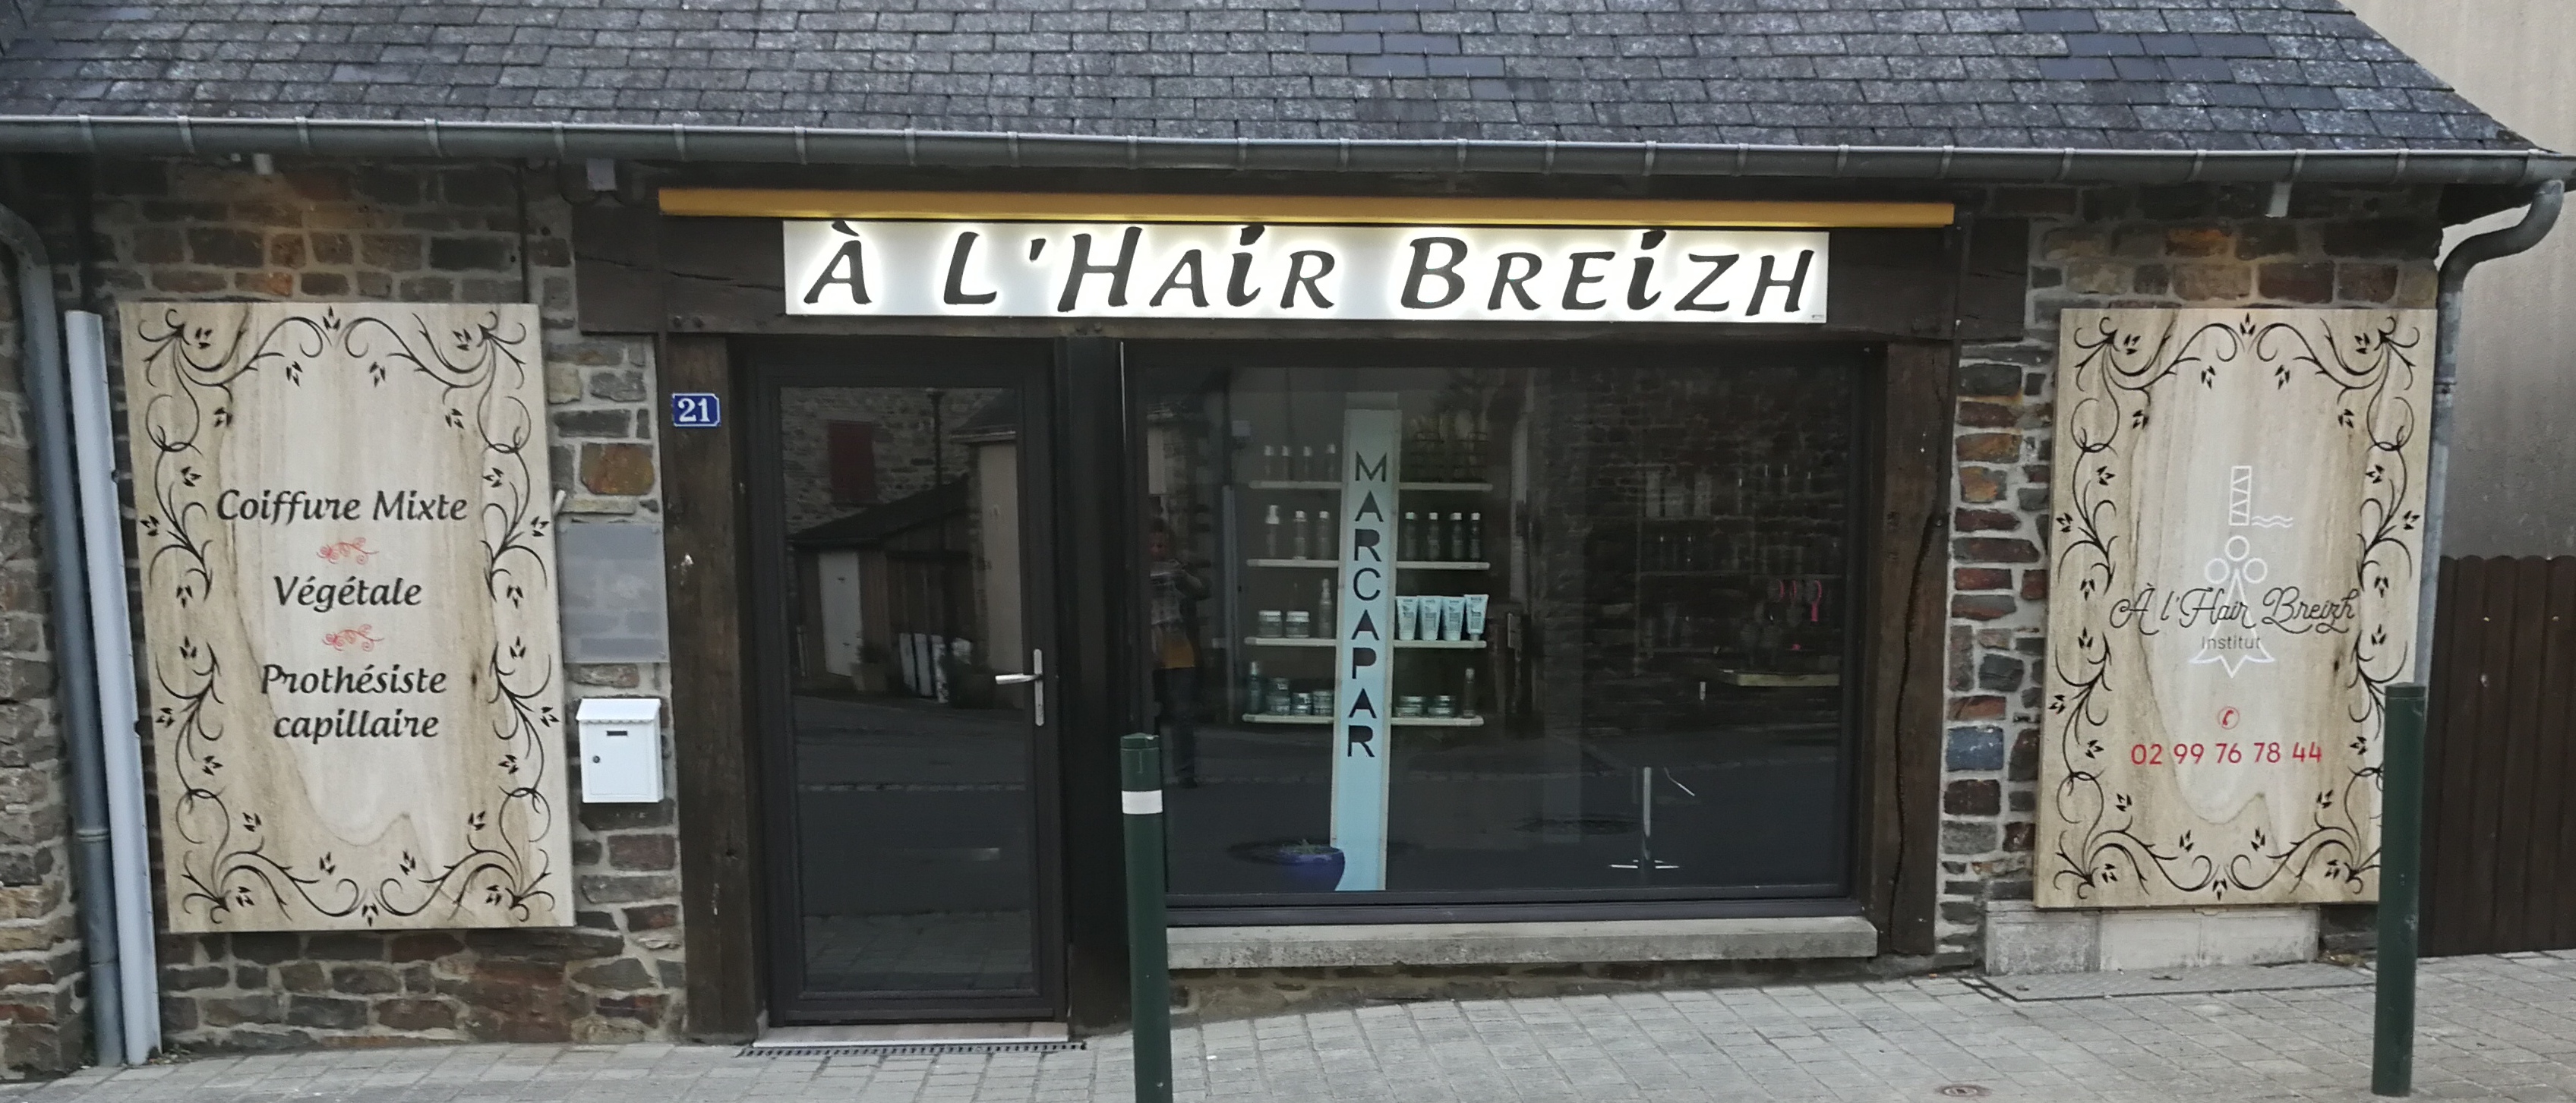 À L'HAiR BREiZH
21
Coiffure Mixte
Végétale
Prothésiste
capillaire
MARCAPAR
À l'Hair Breizh
Institut
02 99 76 78 44